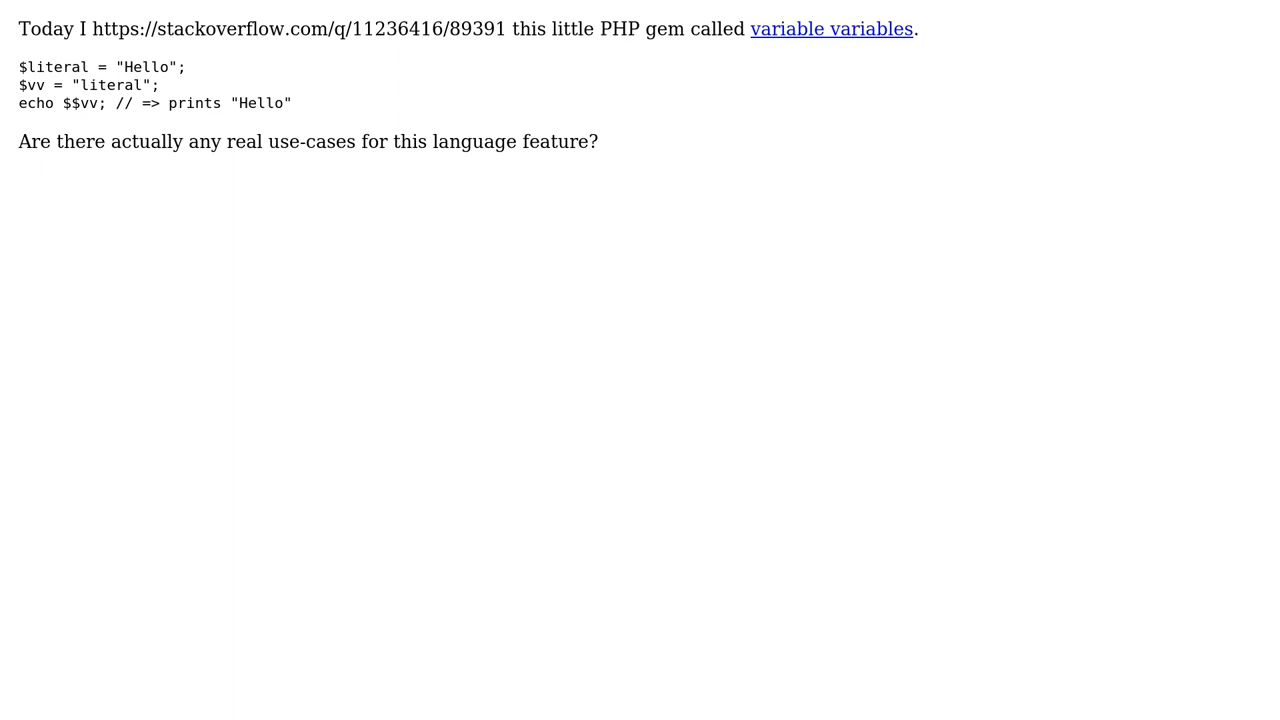 Today I https://stackoverflow.com/q/11236416/89391 this little PHP gem called variable variables.
$literal = "Hello";
$vv = "literal";
echo $$vv; // => prints "Hello"
Are there actually any real use-cases for this language feature?